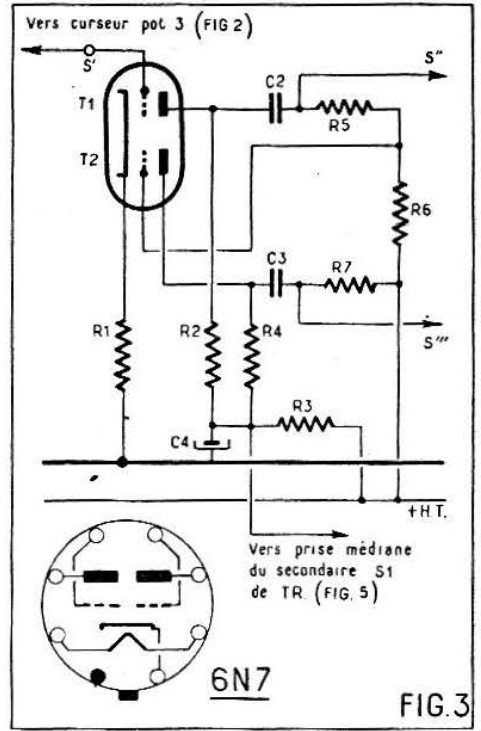 Vers curseur pot 3 (FIG 2)
S'
T1
T2
C2
S"
R5
R6
C3
R7
S"'
R1
R2
R4
R3
C4
+H.T.
Vers prise médiane
du secondaire S1
de TR. (FIG. 5)
6N7
FIG.3